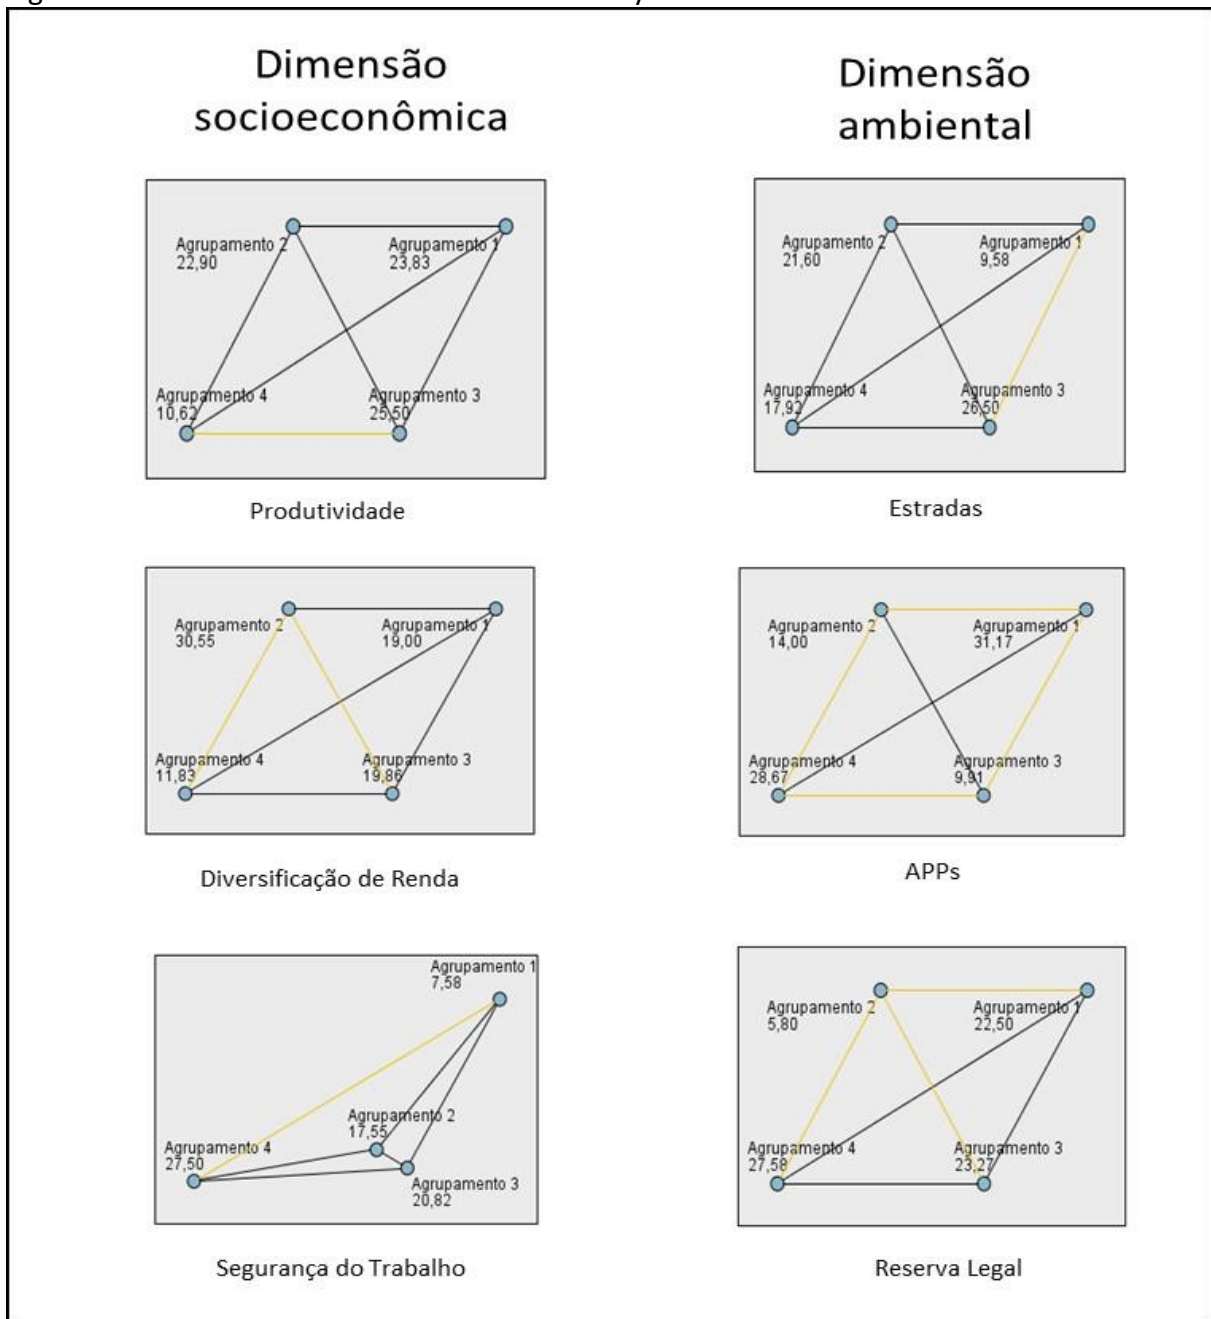 Dimensão
socioeconômica
Dimensão
ambiental
Agrupamento 2
22,90
Agrupamento 1
23,83
Agrupamento 4
10,62
Agrupamento 3
25,50
Produtividade
Agrupamento 2
21,60
Agrupamento 1
9,58
Agrupamento 4
17,92
Agrupamento 3
26,50
Estradas
Agrupamento 2
30,55
Agrupamento 1
19,00
Agrupamento 4
11,83
Agrupamento 3
19,86
Diversificação de Renda
Agrupamento 2
14,00
Agrupamento 1
31,17
Agrupamento 4
28,67
Agrupamento 3
9,91
APPs
Agrupamento 1
7,58
Agrupamento 2
17,55
Agrupamento 4
27,50
Agrupamento 3
20,82
Segurança do Trabalho
Agrupamento 2
5,80
Agrupamento 1
22,50
Agrupamento 4
27,58
Agrupamento 3
23,27
Reserva Legal